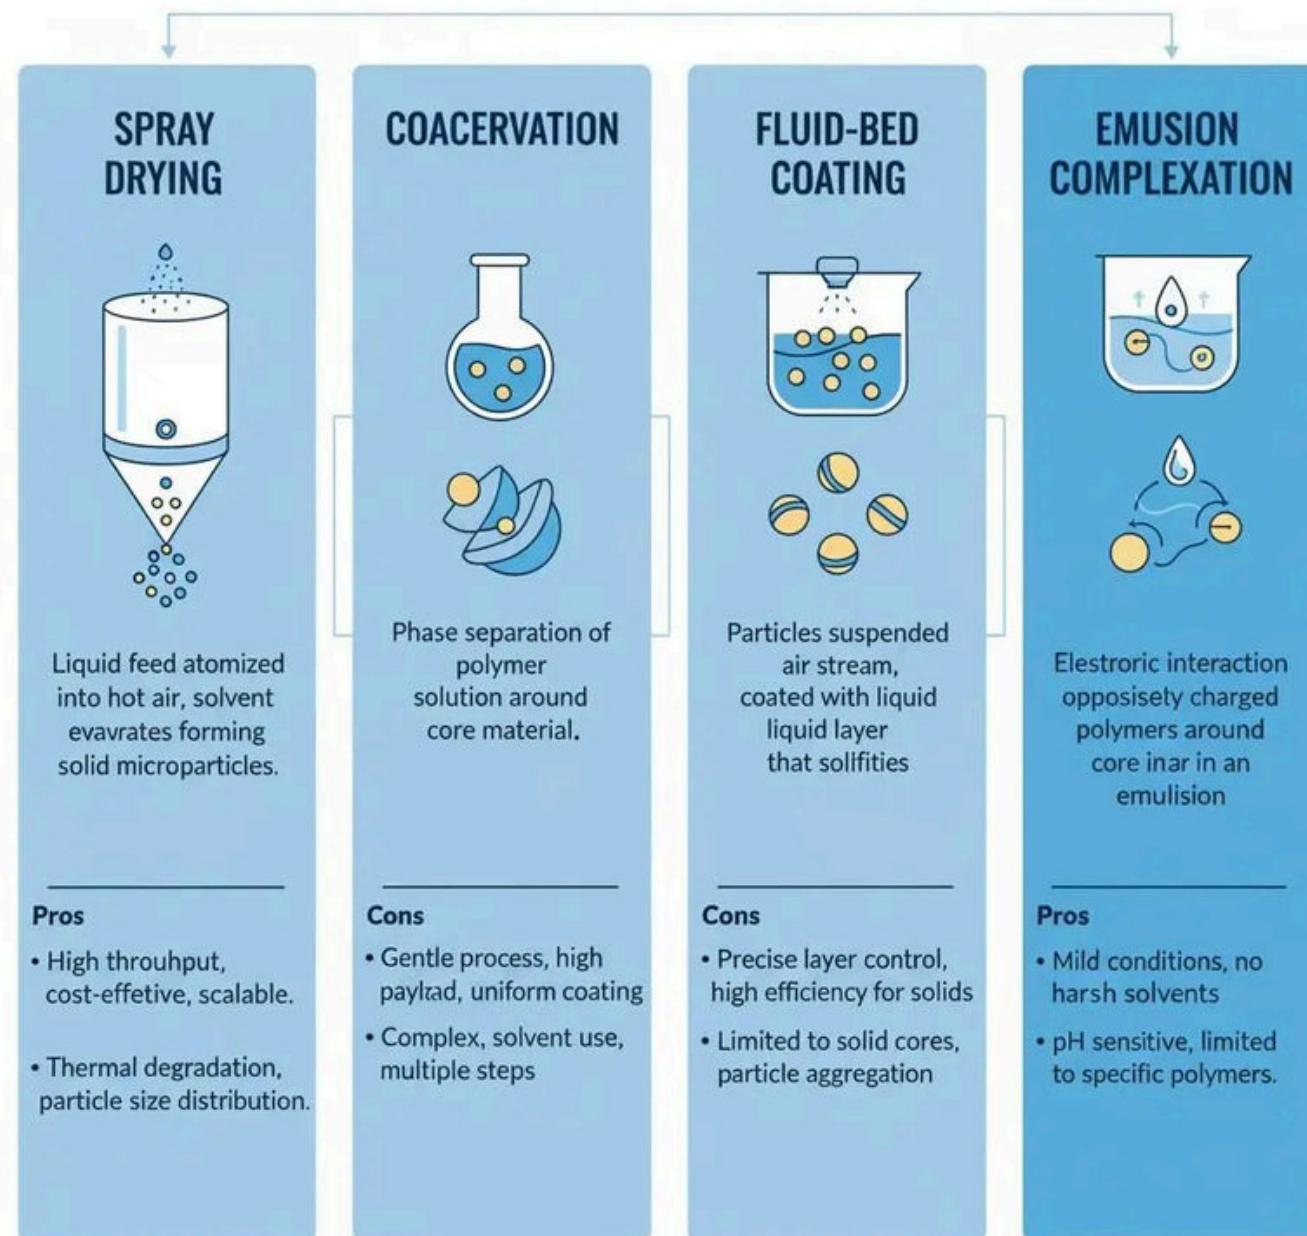 SPRAY
DRYING
Liquid feed atomized
into hot air, solvent
evavrates forming
solid microparticles.
Pros
• High throuhput,
cost-effetive, scalable.
• Thermal degradation,
particle size distribution.
COACERVATION
Phase separation of
polymer
solution around
core material.
Cons
• Gentle process, high
uniform coating
• Complex, solvent use,
multiple steps
FLUID-BED
COATING
Particles suspended
air stream,
coated with liquid
liquid layer
that sollfities
Cons
• Precise layer control,
high efficiency for solids
• Limited to solid cores,
particle aggregation
EMUSION
COMPLEXATION
Elestroric interaction
opposisely charged
polymers around
core inar in an
emulision
Pros
• Mild conditions, no
harsh solvents
• pH sensitive, limited
to specific polymers.